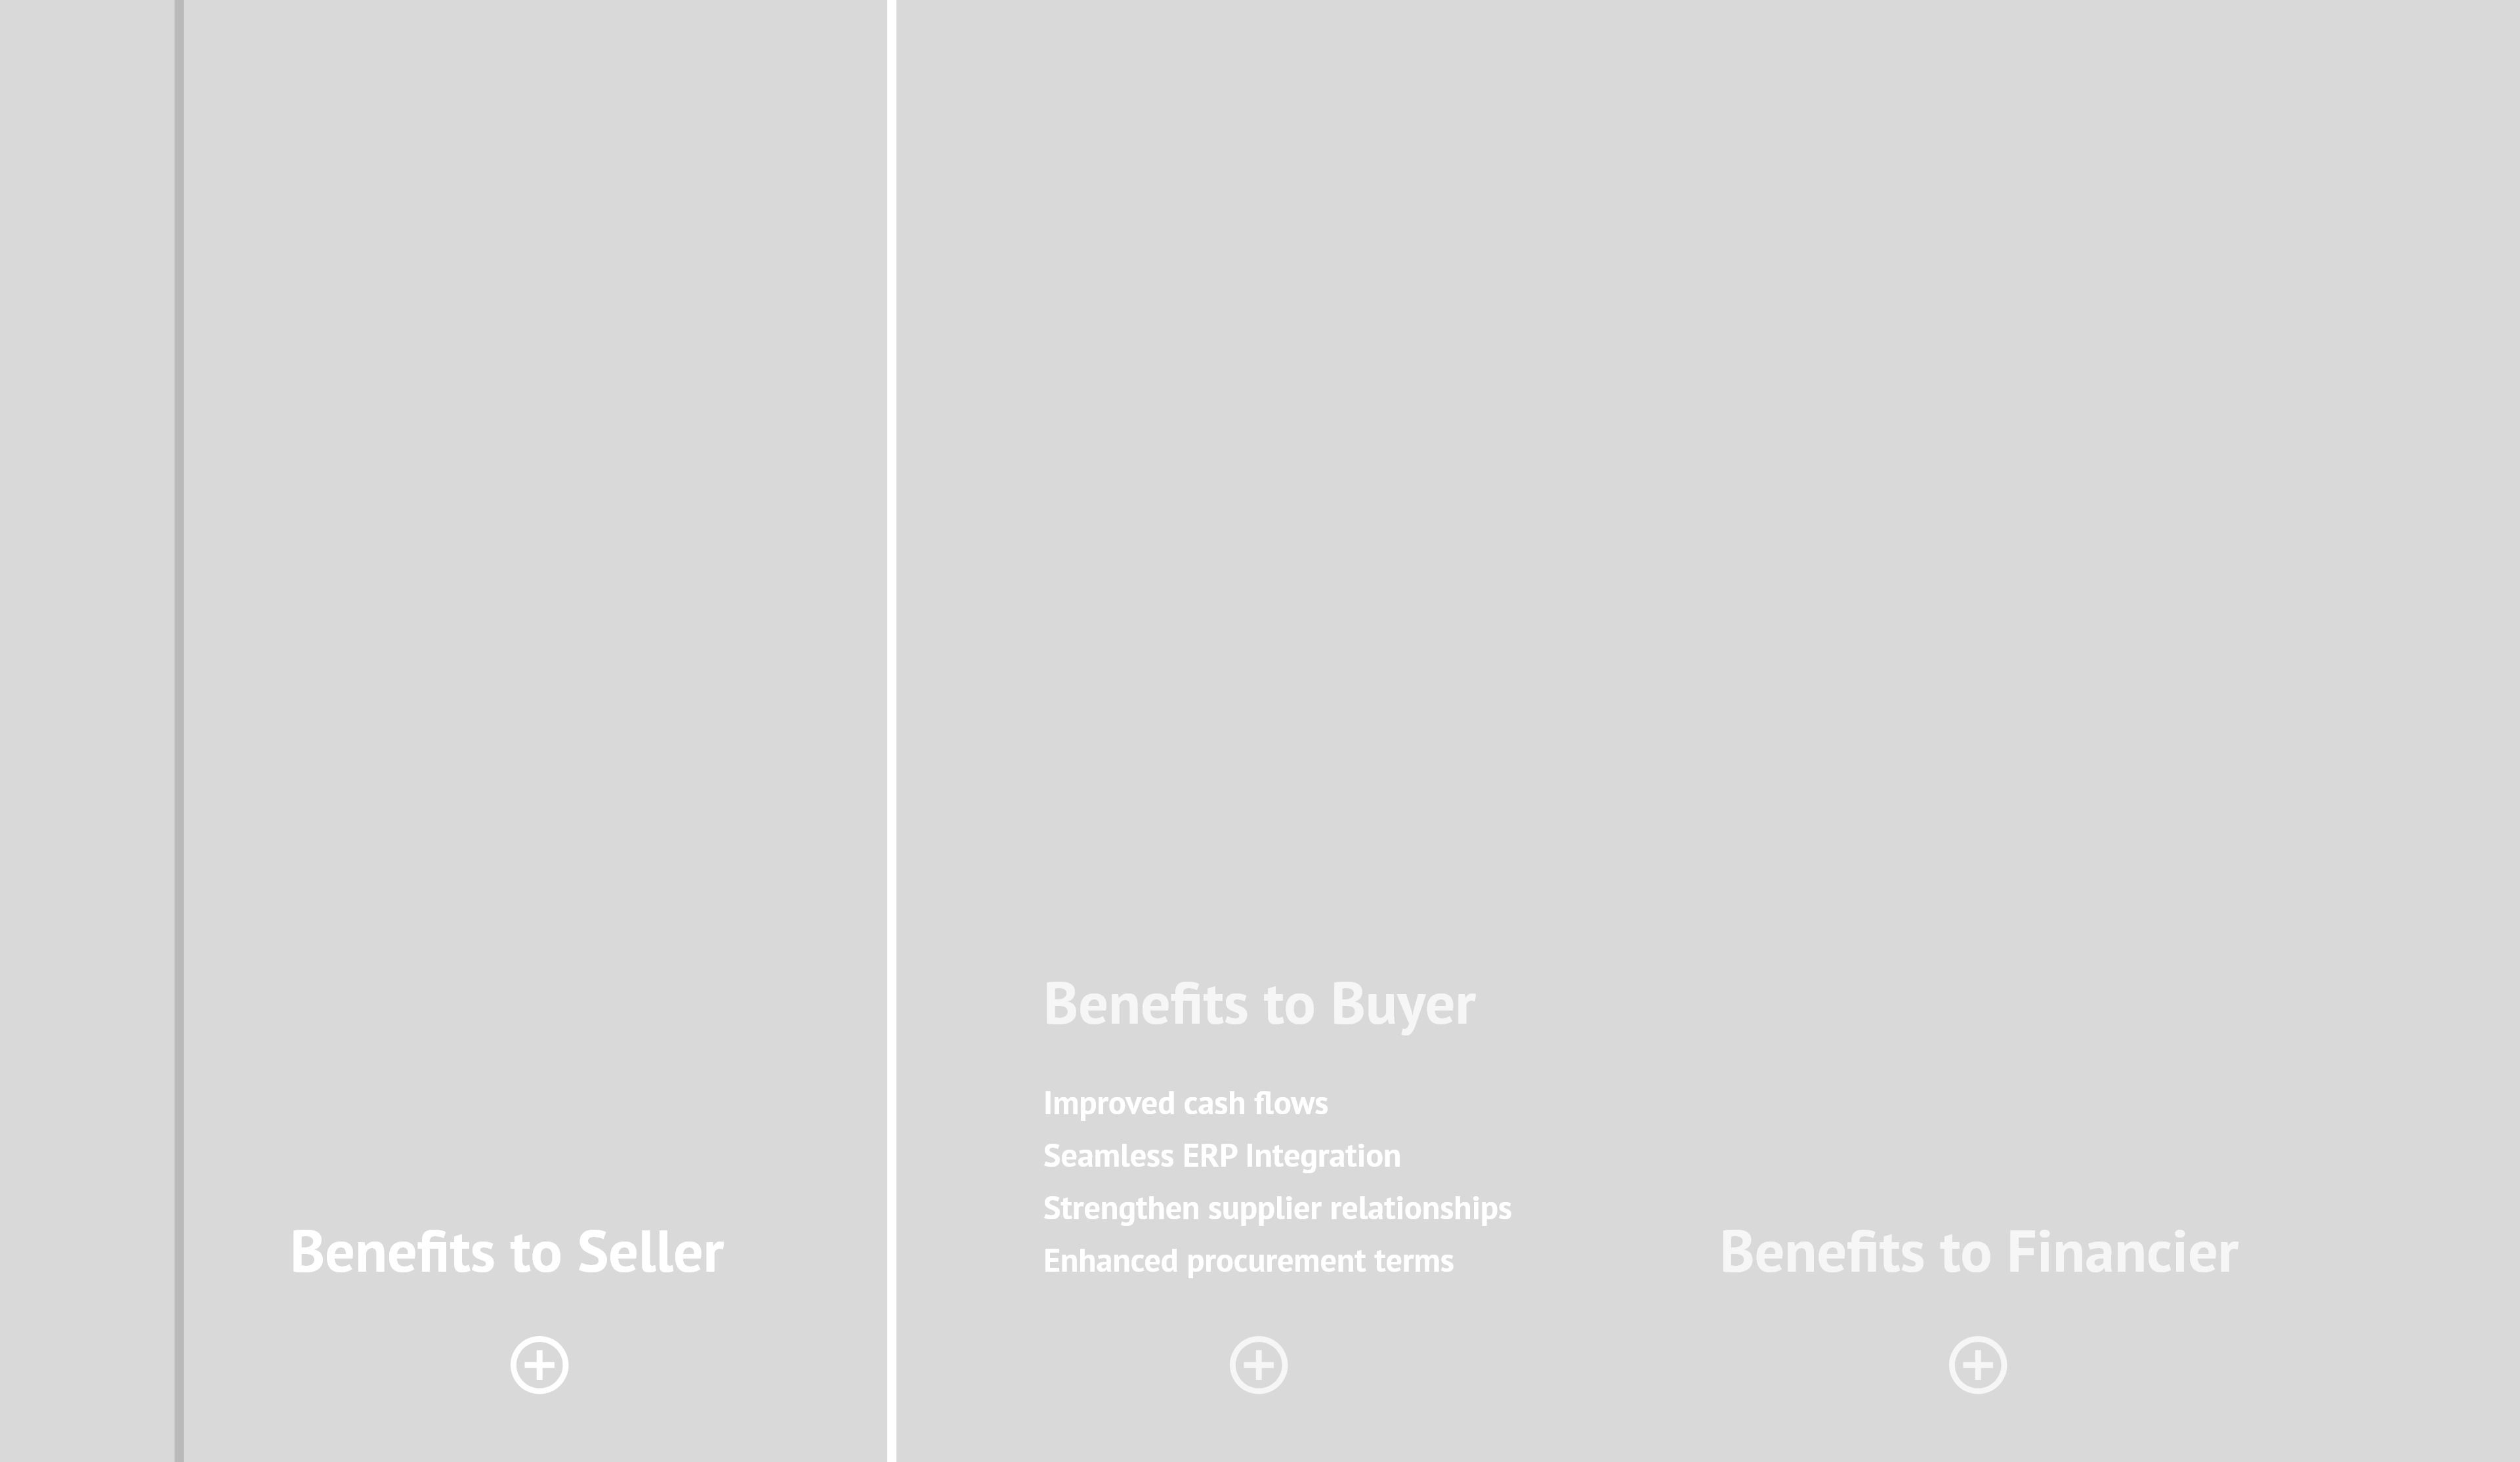 Benefits to Seller
Benefits to Buyer
Improved cash flows
Seamless ERP Integration
Strengthen supplier relationships
Enhanced procurement terms
Benefits to Financier